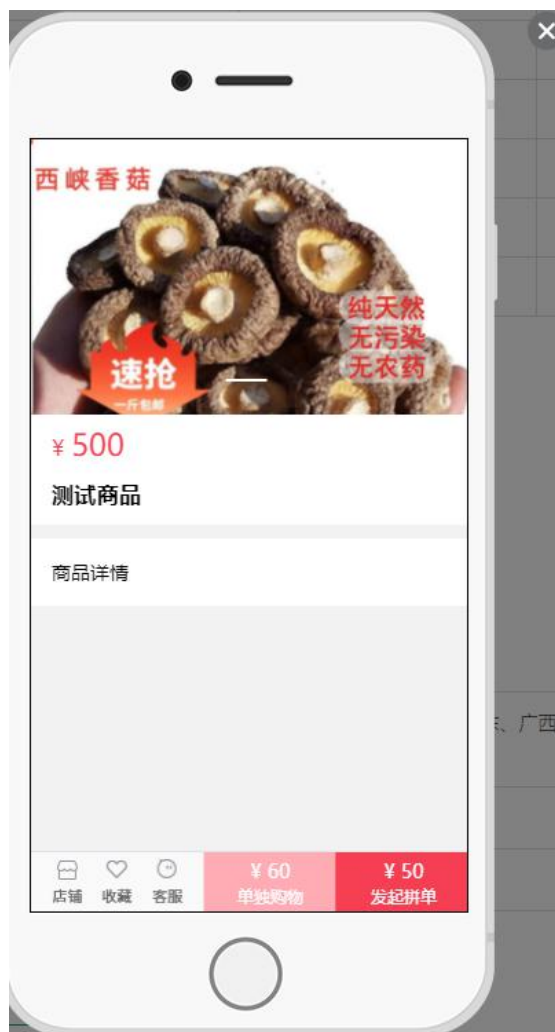 西峡香菇
纯天然
无污染
无农药
速抢
一斤包邮
¥ 500
测试商品
商品详情
、广西
¥ 60
¥ 50
店铺
收藏
客服
单独购物
发起拼单